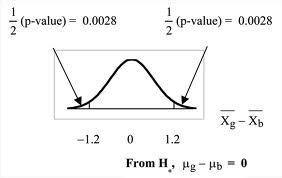 1/2 (p-value) = 0.0028
1/2 (p-value) = 0.0028
−1.2 0 1.2
X̅g − X̅b
From Hₒ, μg − μb = 0